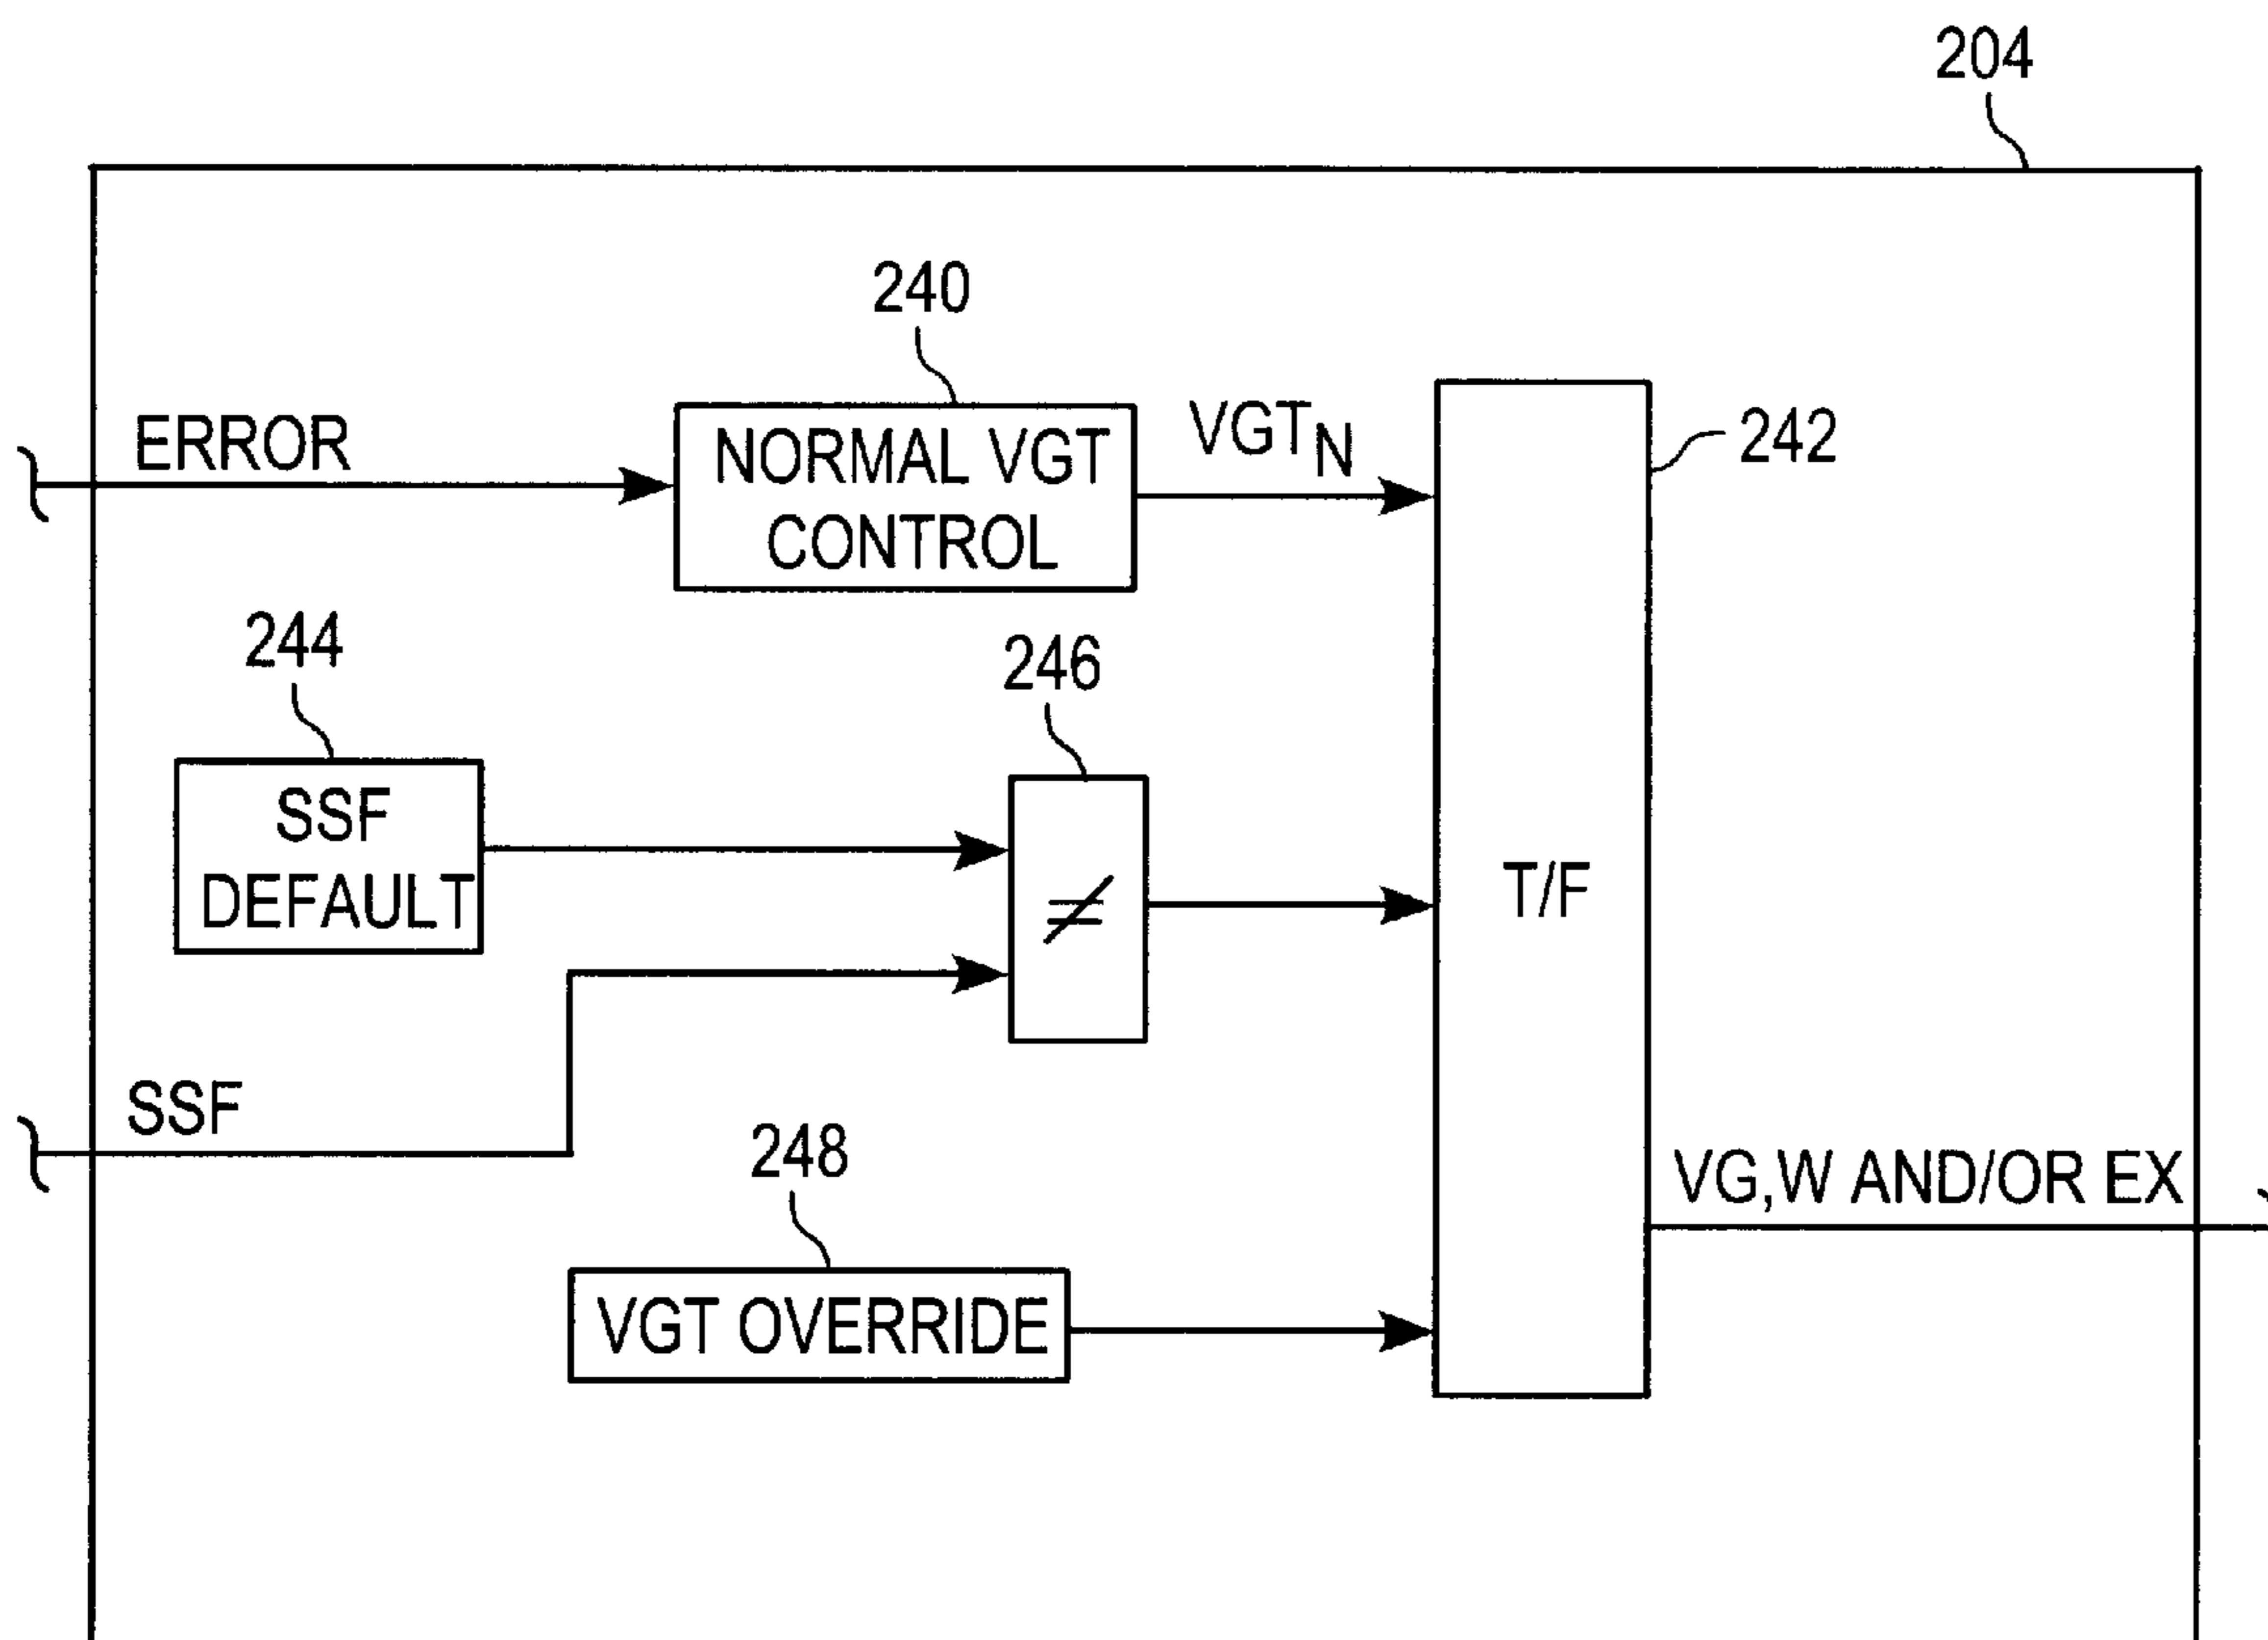 204
240
ERROR
NORMAL VGT
CONTROL
VGTN
242
244
246
SSF
DEFAULT
≠
T/F
SSF
248
VG,W AND/OR EX
VGT OVERRIDE